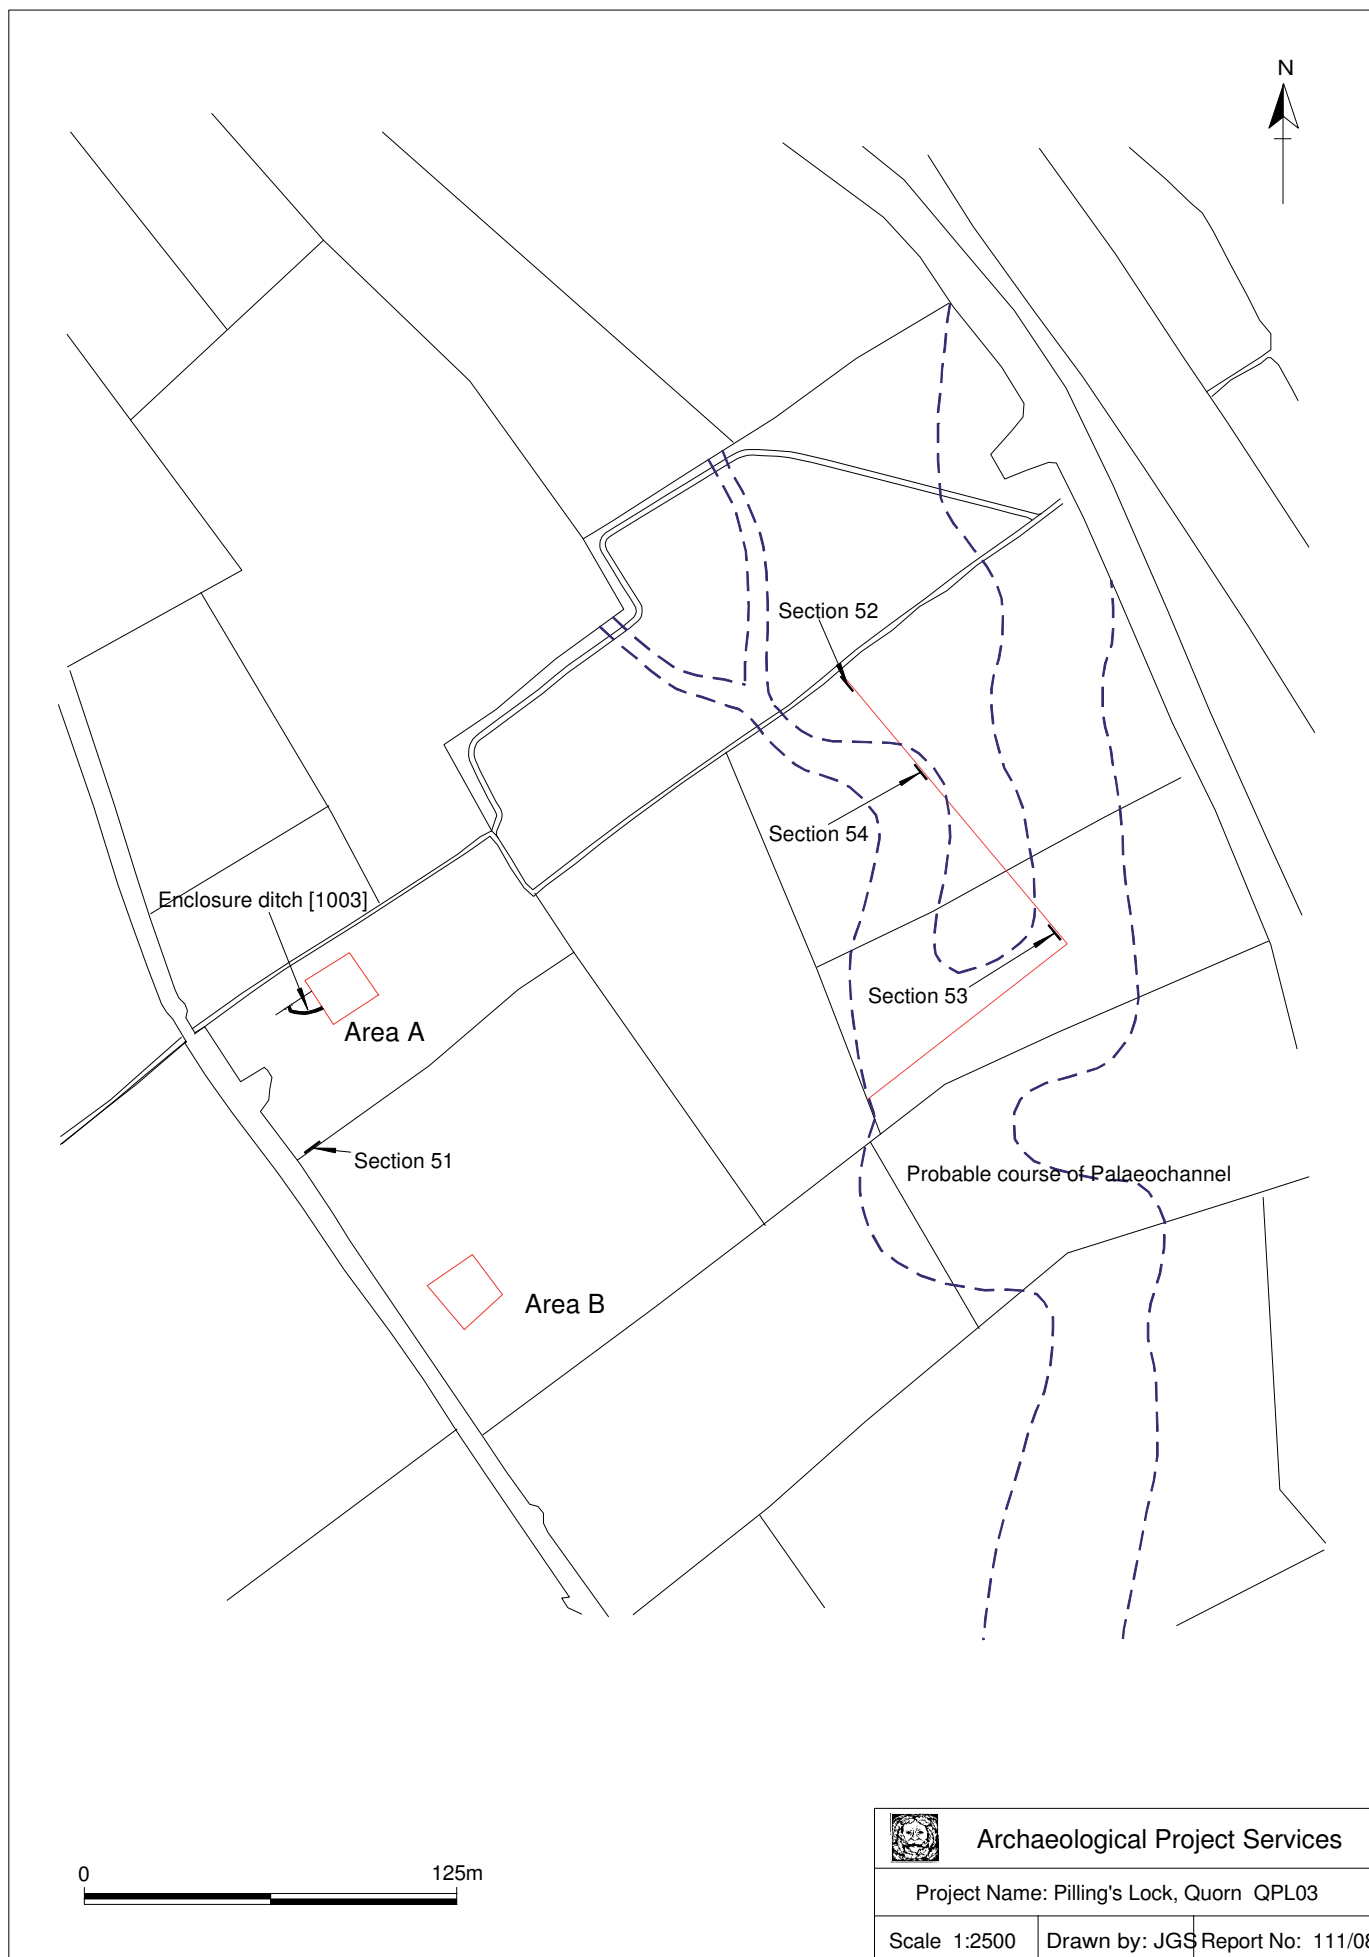 N
Section 52
Section 54
Enclosure ditch [1003]
Section 53
Area A
Section 51
Probable course of Palaeochannel
Area B
0 125m
Archaeological Project Services
Project Name: Pilling's Lock, Quorn QPL03
Scale 1:2500 Drawn by: JGS Report No: 111/08